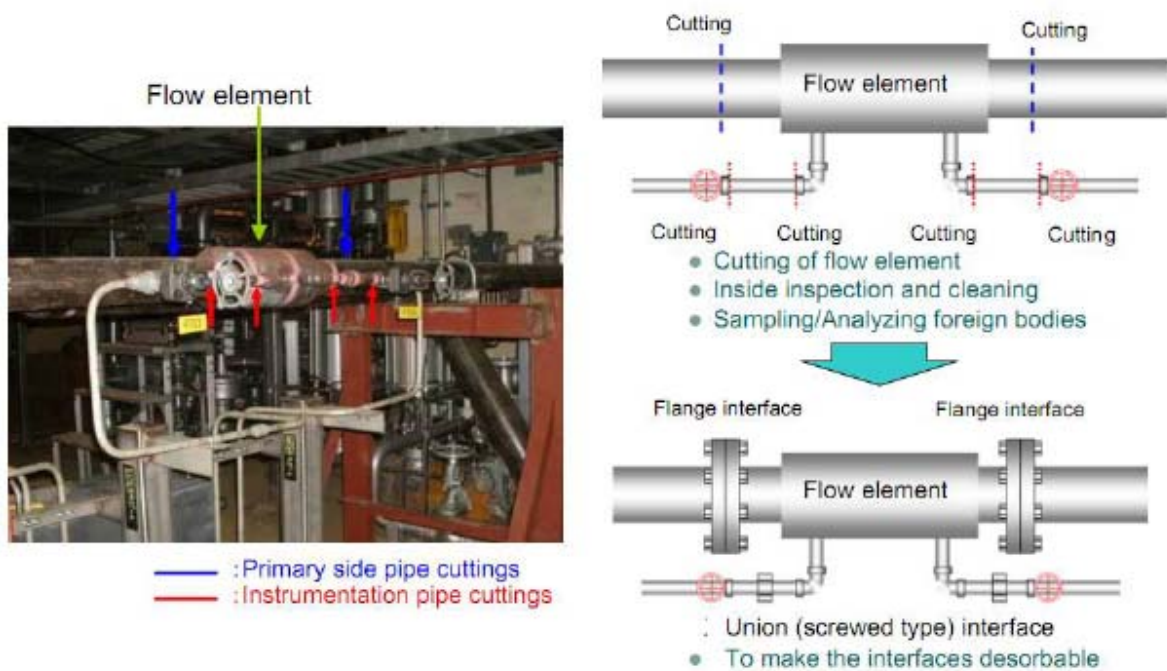 Flow element
: Primary side pipe cuttings
: Instrumentation pipe cuttings
Cutting
Cutting
Flow element
Cutting
Cutting
Cutting
Cutting
● Cutting of flow element
● Inside inspection and cleaning
● Sampling/Analyzing foreign bodies
Flange interface
Flange interface
Flow element
: Union (screwed type) interface
● To make the interfaces desorbable